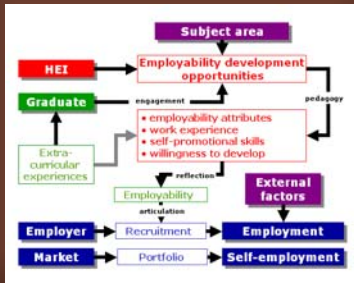 Subject area
HEI
Employability development
opportunities
Graduate
engagement
pedagogy
• employability attributes
• work experience
• self-promotional skills
• willingness to develop
Extra-
curricular
experiences
reflection
Employability
External
factors
articulation
Employer
Recruitment
Employment
Market
Portfolio
Self-employment